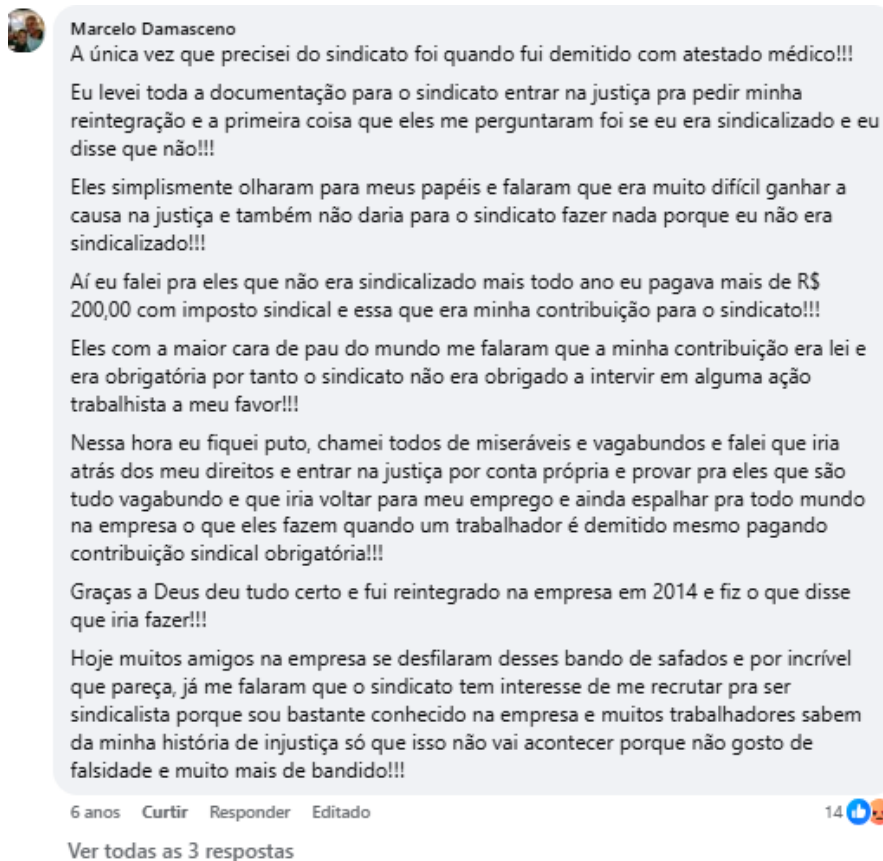 Marcelo Damasceno
A única vez que precisei do sindicato foi quando fui demitido com atestado médico!!!
Eu levei toda a documentação para o sindicato entrar na justiça pra pedir minha
reintegração e a primeira coisa que eles me perguntaram foi se eu era sindicalizado e eu
disse que não!!!
Eles simplismente olharam para meus papéis e falaram que era muito difícil ganhar a
causa na justiça e também não daria para o sindicato fazer nada porque eu não era
sindicalizado!!!
Aí eu falei pra eles que não era sindicalizado mais todo ano eu pagava mais de R$
200,00 com imposto sindical e essa que era minha contribuição para o sindicato!!!
Eles com a maior cara de pau do mundo me falaram que a minha contribuição era lei e
era obrigatória por tanto o sindicato não era obrigado a intervir em alguma ação
trabalhista a meu favor!!!
Nessa hora eu fiquei puto, chamei todos de miseráveis e vagabundos e falei que iria
atrás dos meu direitos e entrar na justiça por conta própria e provar pra eles que são
tudo vagabundo e que iria voltar para meu emprego e ainda espalhar pra todo mundo
na empresa o que eles fazem quando um trabalhador é demitido mesmo pagando
contribuição sindical obrigatória!!!
Graças a Deus deu tudo certo e fui reintegrado na empresa em 2014 e fiz o que disse
que iria fazer!!!
Hoje muitos amigos na empresa se desfilaram desses bando de safados e por incrível
que pareça, já me falaram que o sindicato tem interesse de me recrutar pra ser
sindicalista porque sou bastante conhecido na empresa e muitos trabalhadores sabem
da minha história de injustiça só que isso não vai acontecer porque não gosto de
falsidade e muito mais de bandido!!!
6 anos Curtir Responder Editado 14
Ver todas as 3 respostas